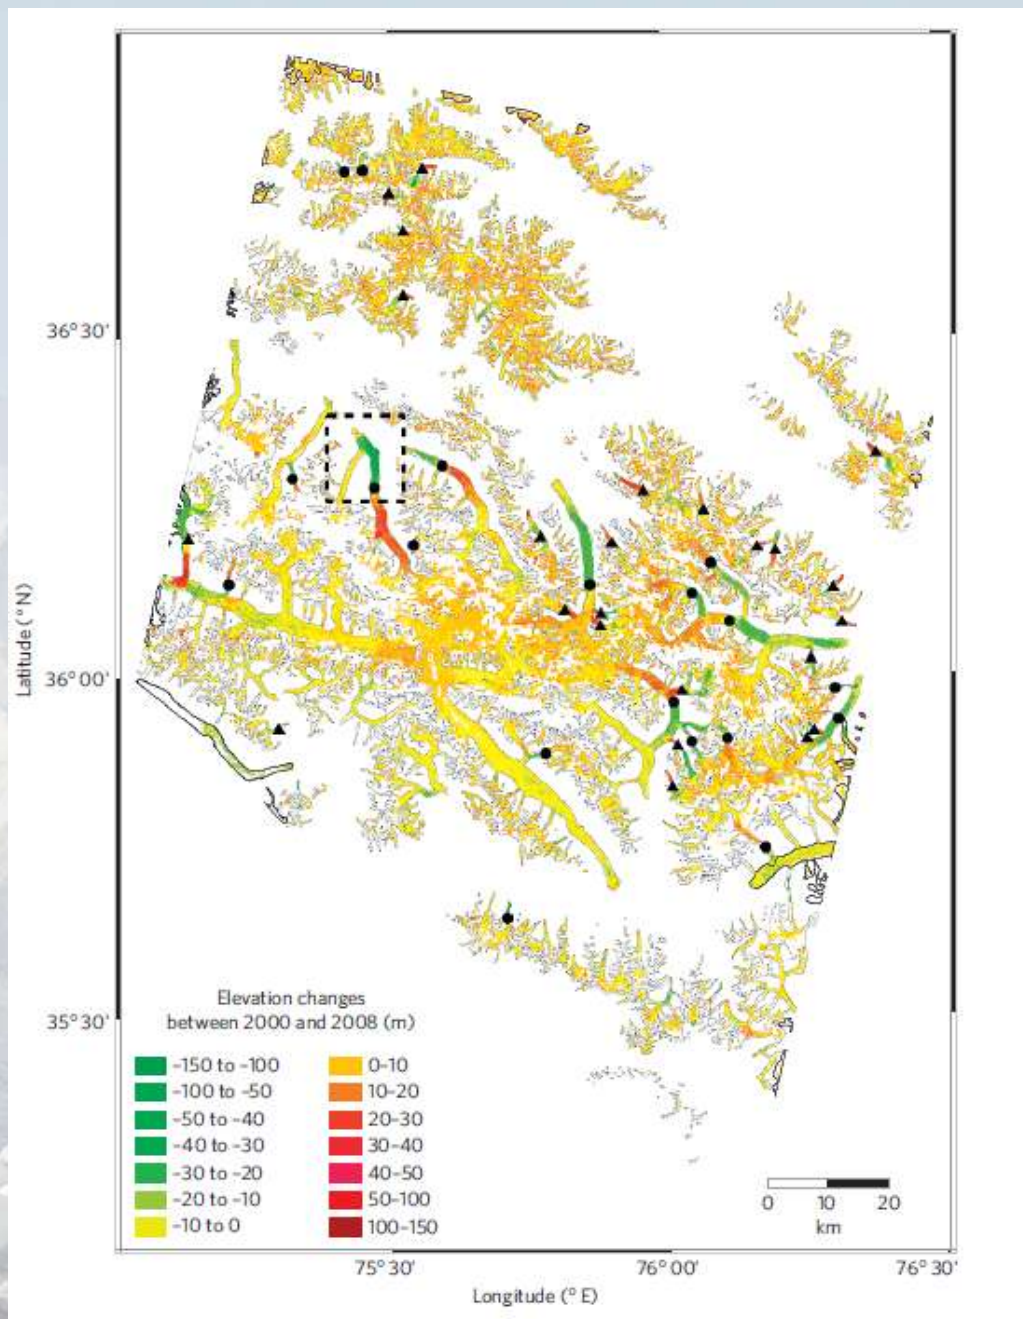 36° 30'
36° 00'
35° 30'
Latitude (° N)
Elevation changes
between 2000 and 2008 (m)
-150 to -100
-100 to -50
-50 to -40
-40 to -30
-30 to -20
-20 to -10
-10 to 0
0-10
10-20
20-30
30-40
40-50
50-100
100-150
0 10 20
km
75° 30' 76° 00' 76° 30'
Longitude (° E)